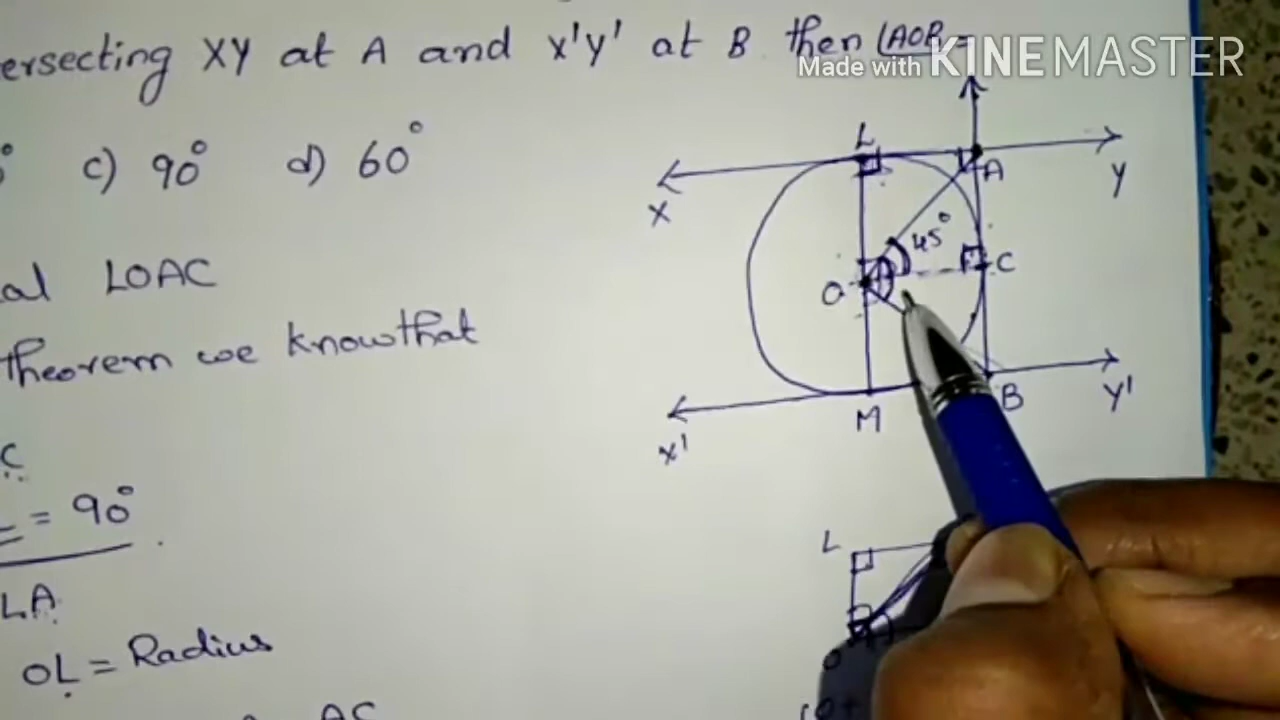 ersecting XY at A and x'y' at B then ∠AOB =
Made with KINEMASTER
c) 90° d) 60°
L
A
Y
X
45°
C
O
B
M
Y'
X'
al LOAC
theorem we know that
C
= 90°
L
LA
OL = Radius
O
AC